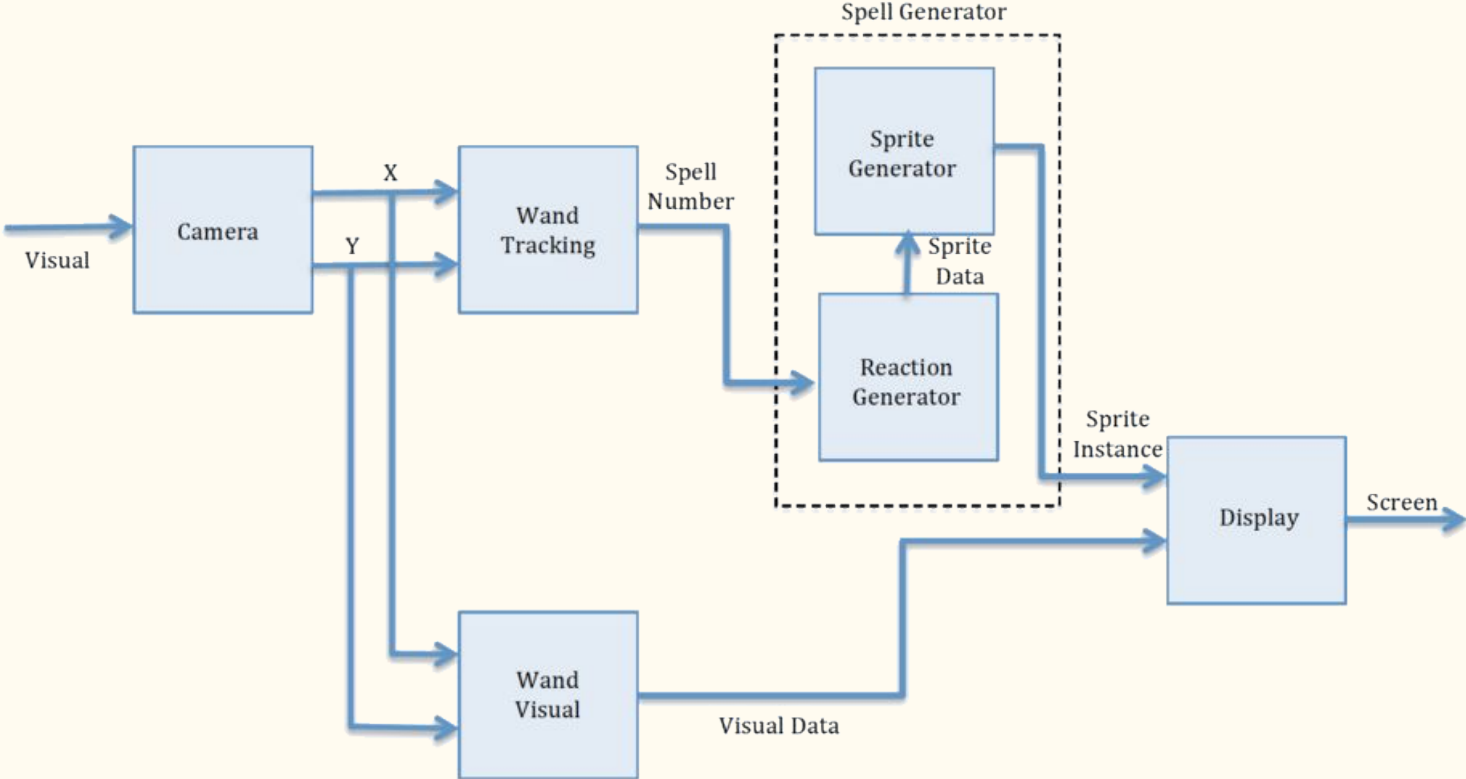 Spell Generator
Sprite
Generator
X
Spell
Number
Camera
Wand
Tracking
Y
Visual
Sprite
Data
Reaction
Generator
Sprite
Instance
Display
Screen
Wand
Visual
Visual Data